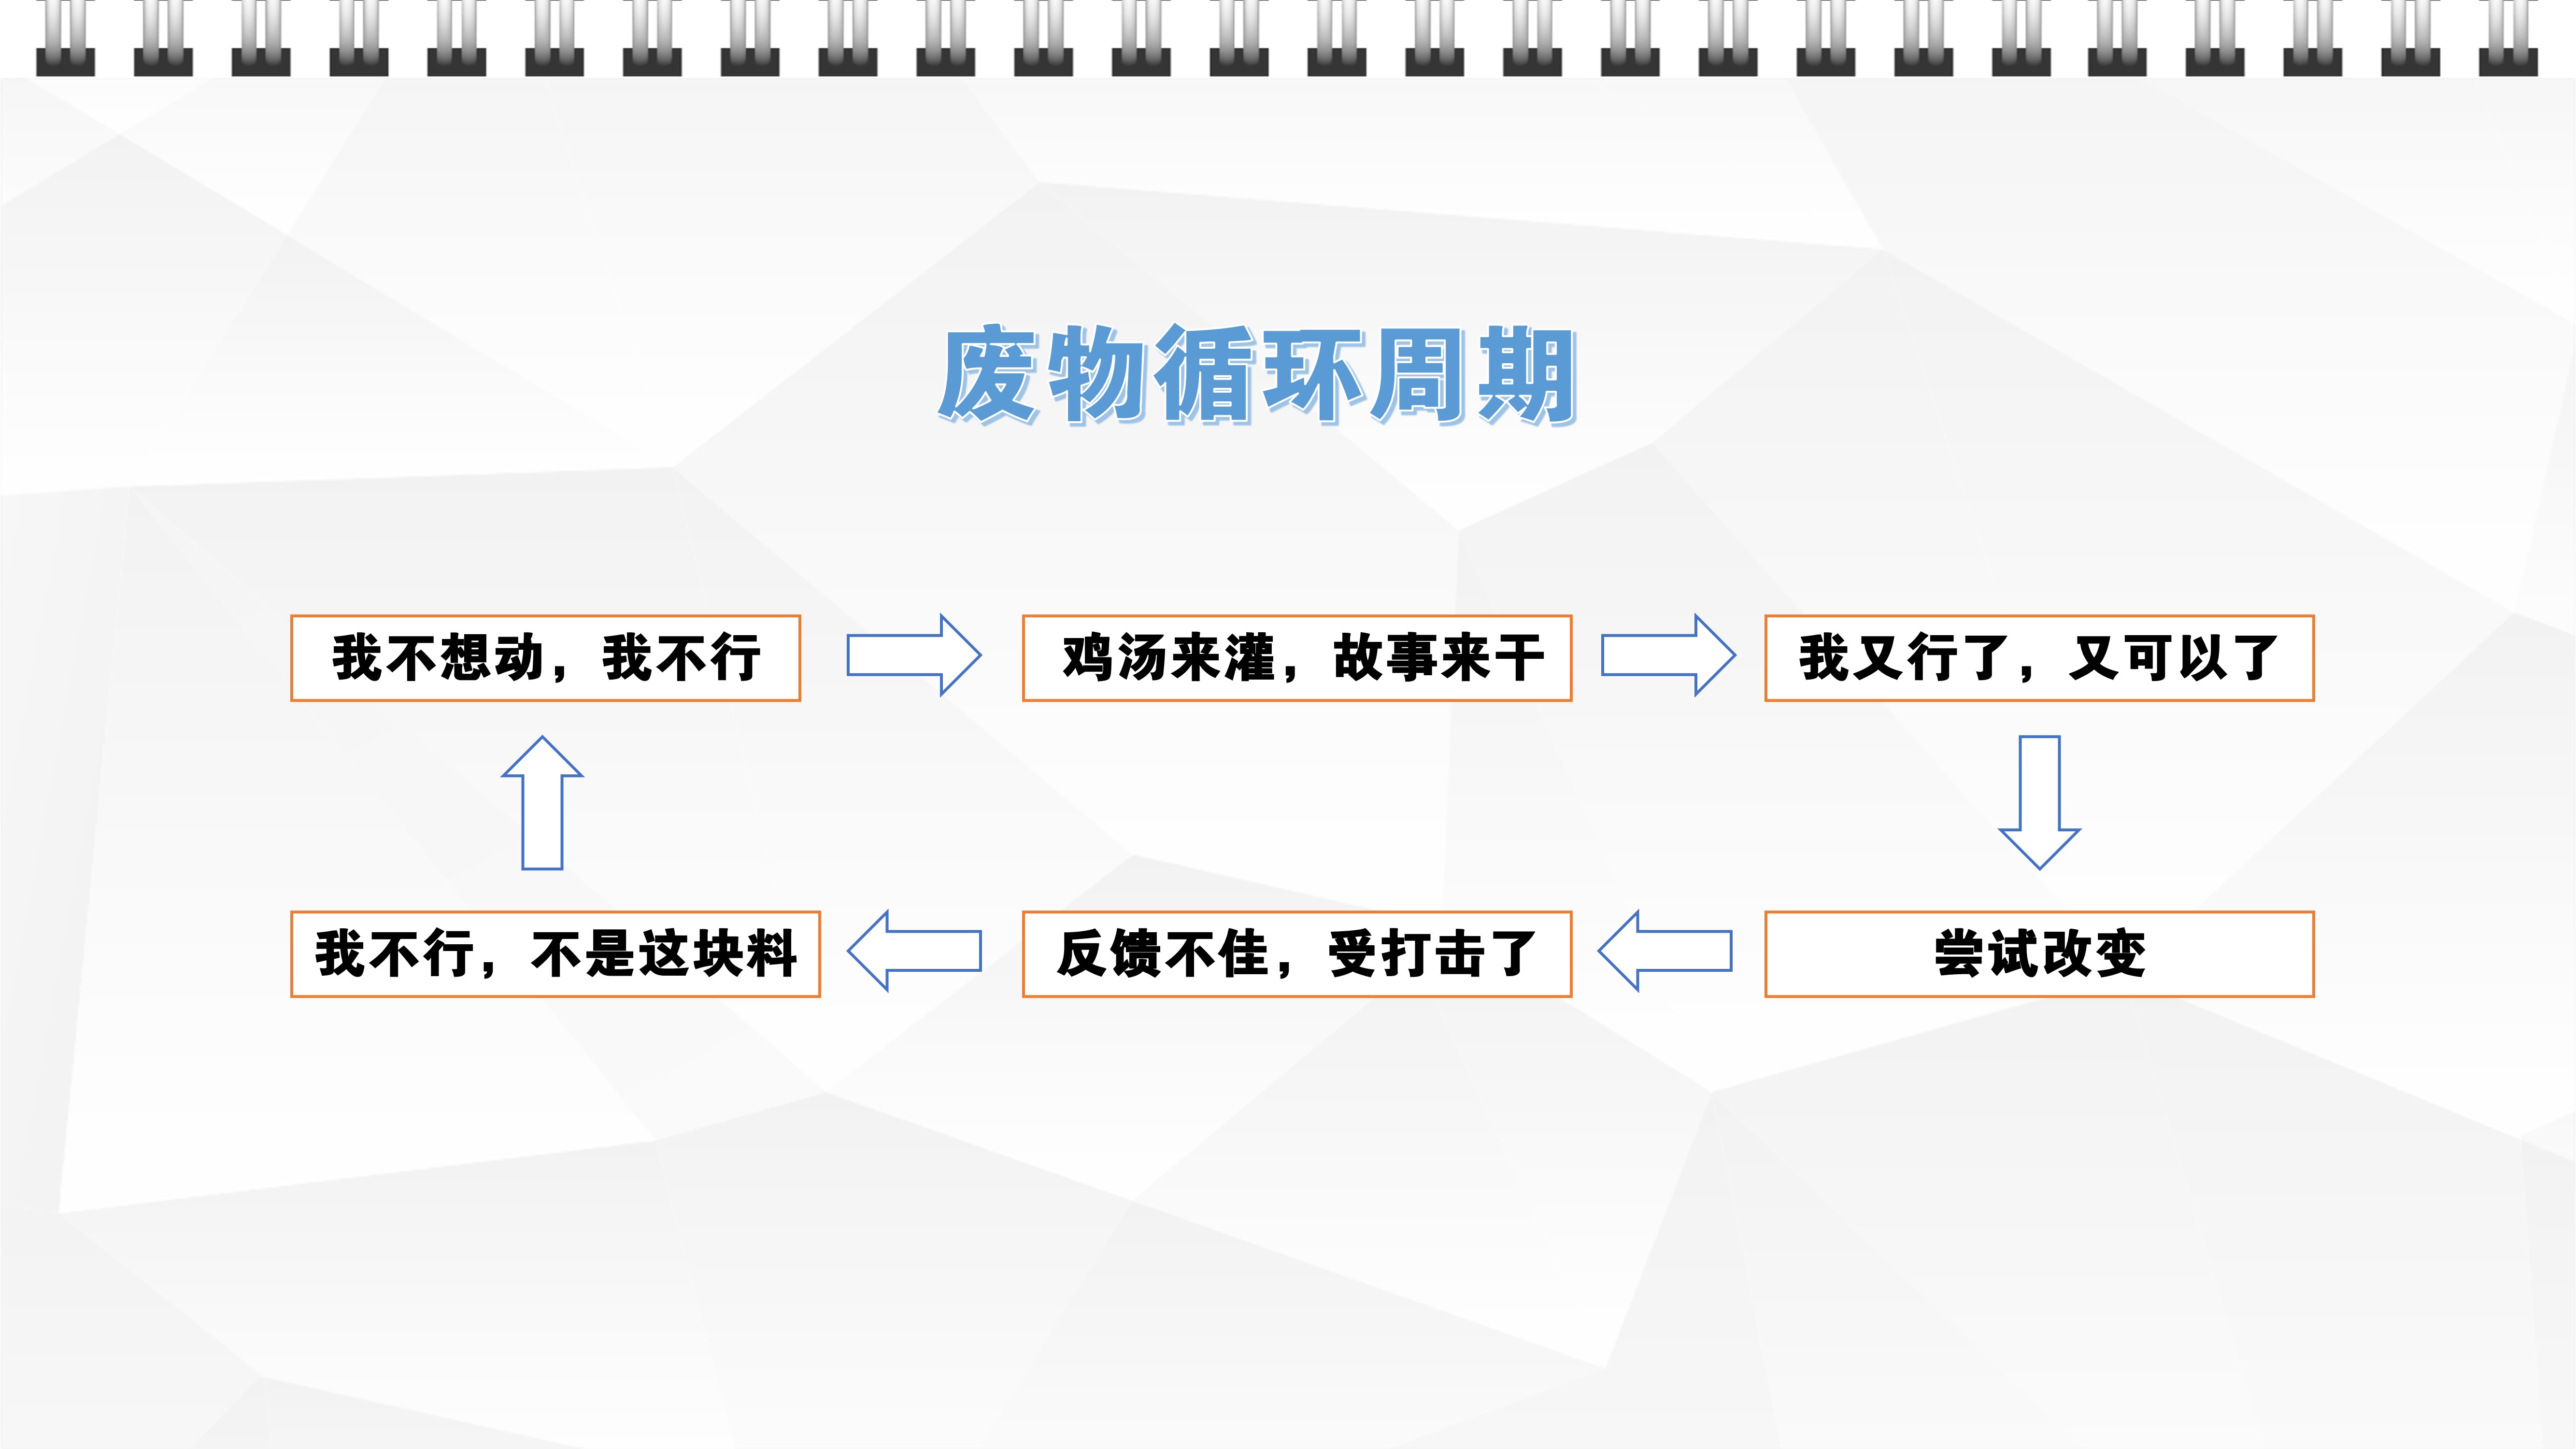 废物循环周期
我不想动，我不行
鸡汤来灌，故事来干
我又行了，又可以了
尝试改变
反馈不佳，受打击了
我不行，不是这块料